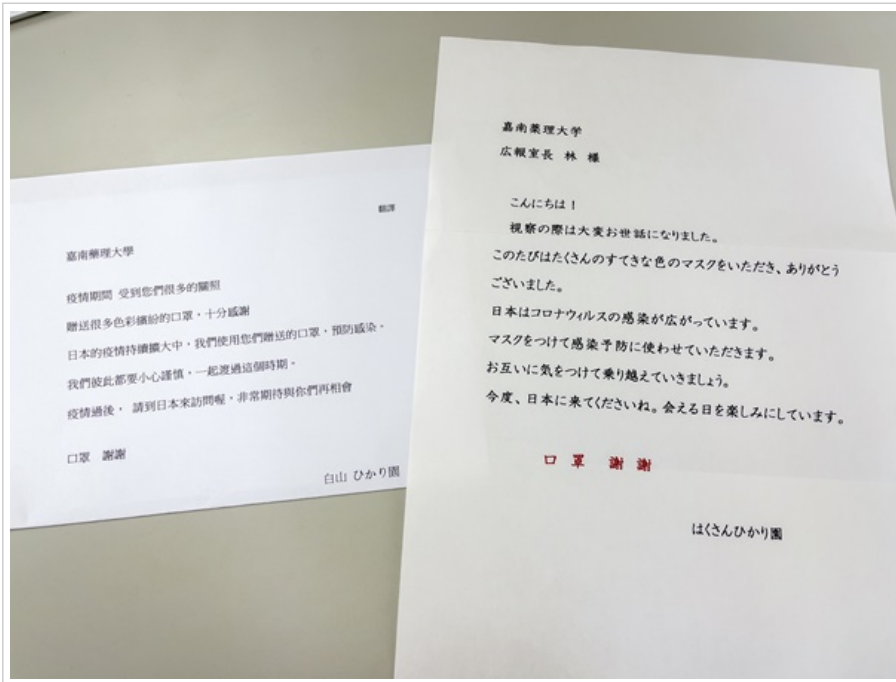 翻譯
嘉南藥理大學
疫情期間 受到您們很多的關照
贈送很多色彩繽紛的口罩，十分感謝
日本的疫情持續擴大中，我們使用您們贈送的口罩，預防感染。
我們彼此都要小心謹慎，一起渡過這個時期。
疫情過後， 請到日本來訪問喔，非常期待與你們再相會
口罩 謝謝
白山 ひかり園
嘉南薬理大学
広報室長 林 様
こんにちは！
視察の際は大変お世話になりました。
このたびはたくさんのすてきな色のマスクをいただき、ありがとう
ございました。
日本はコロナウィルスの感染が広がっています。
マスクをつけて感染予防に使わせていただきます。
お互いに気をつけて乗り越えていきましょう。
今度、日本に来てくださいね。会える日を楽しみにしています。
口 罩 謝 謝
はくさんひかり園